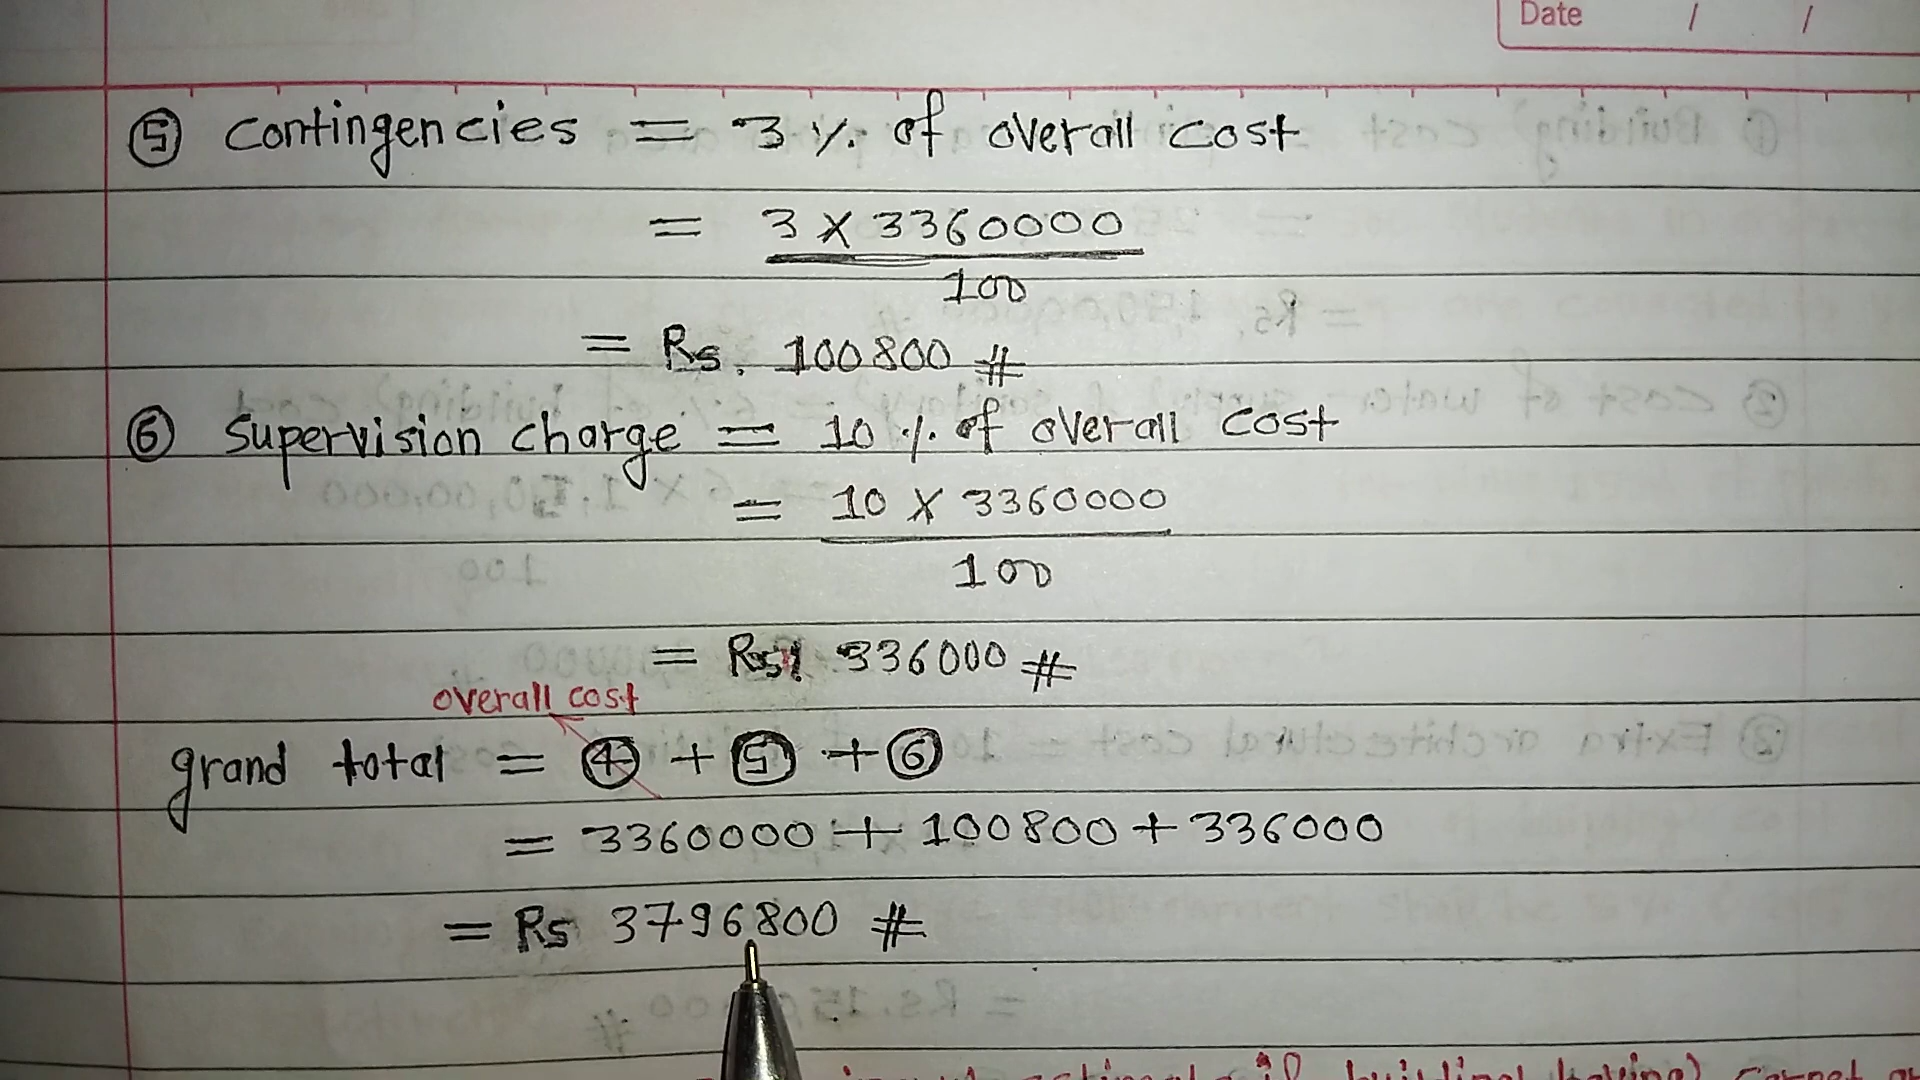 Date / /
⑤ Contingencies = 3 % of overall cost
= 3 X 3360000
100
= Rs. 100800 #
⑥ Supervision charge = 10 % of overall cost
= 10 X 3360000
100
= Rs. 336000 #
overall cost
grand total = ④ + ⑤ + ⑥
= 3360000 + 100800 + 336000
= Rs 3796800 #